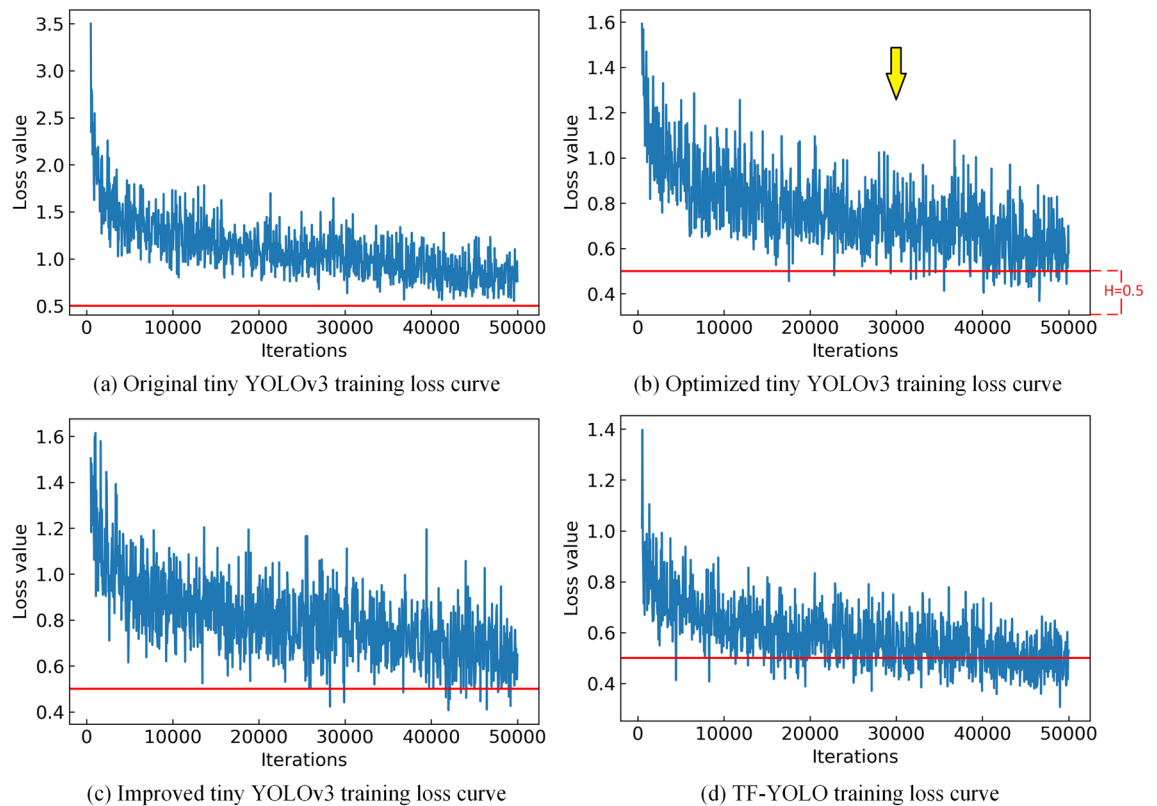 3.5
3.0
2.5
2.0
1.5
1.0
0.5
Loss value
0 10000 20000 30000 40000 50000
Iterations
(a) Original tiny YOLOv3 training loss curve
1.6
1.4
1.2
1.0
0.8
0.6
0.4
Loss value
H=0.5
0 10000 20000 30000 40000 50000
Iterations
(b) Optimized tiny YOLOv3 training loss curve
1.6
1.4
1.2
1.0
0.8
0.6
0.4
Loss value
0 10000 20000 30000 40000 50000
Iterations
(c) Improved tiny YOLOv3 training loss curve
1.4
1.2
1.0
0.8
0.6
0.4
Loss value
0 10000 20000 30000 40000 50000
Iterations
(d) TF-YOLO training loss curve